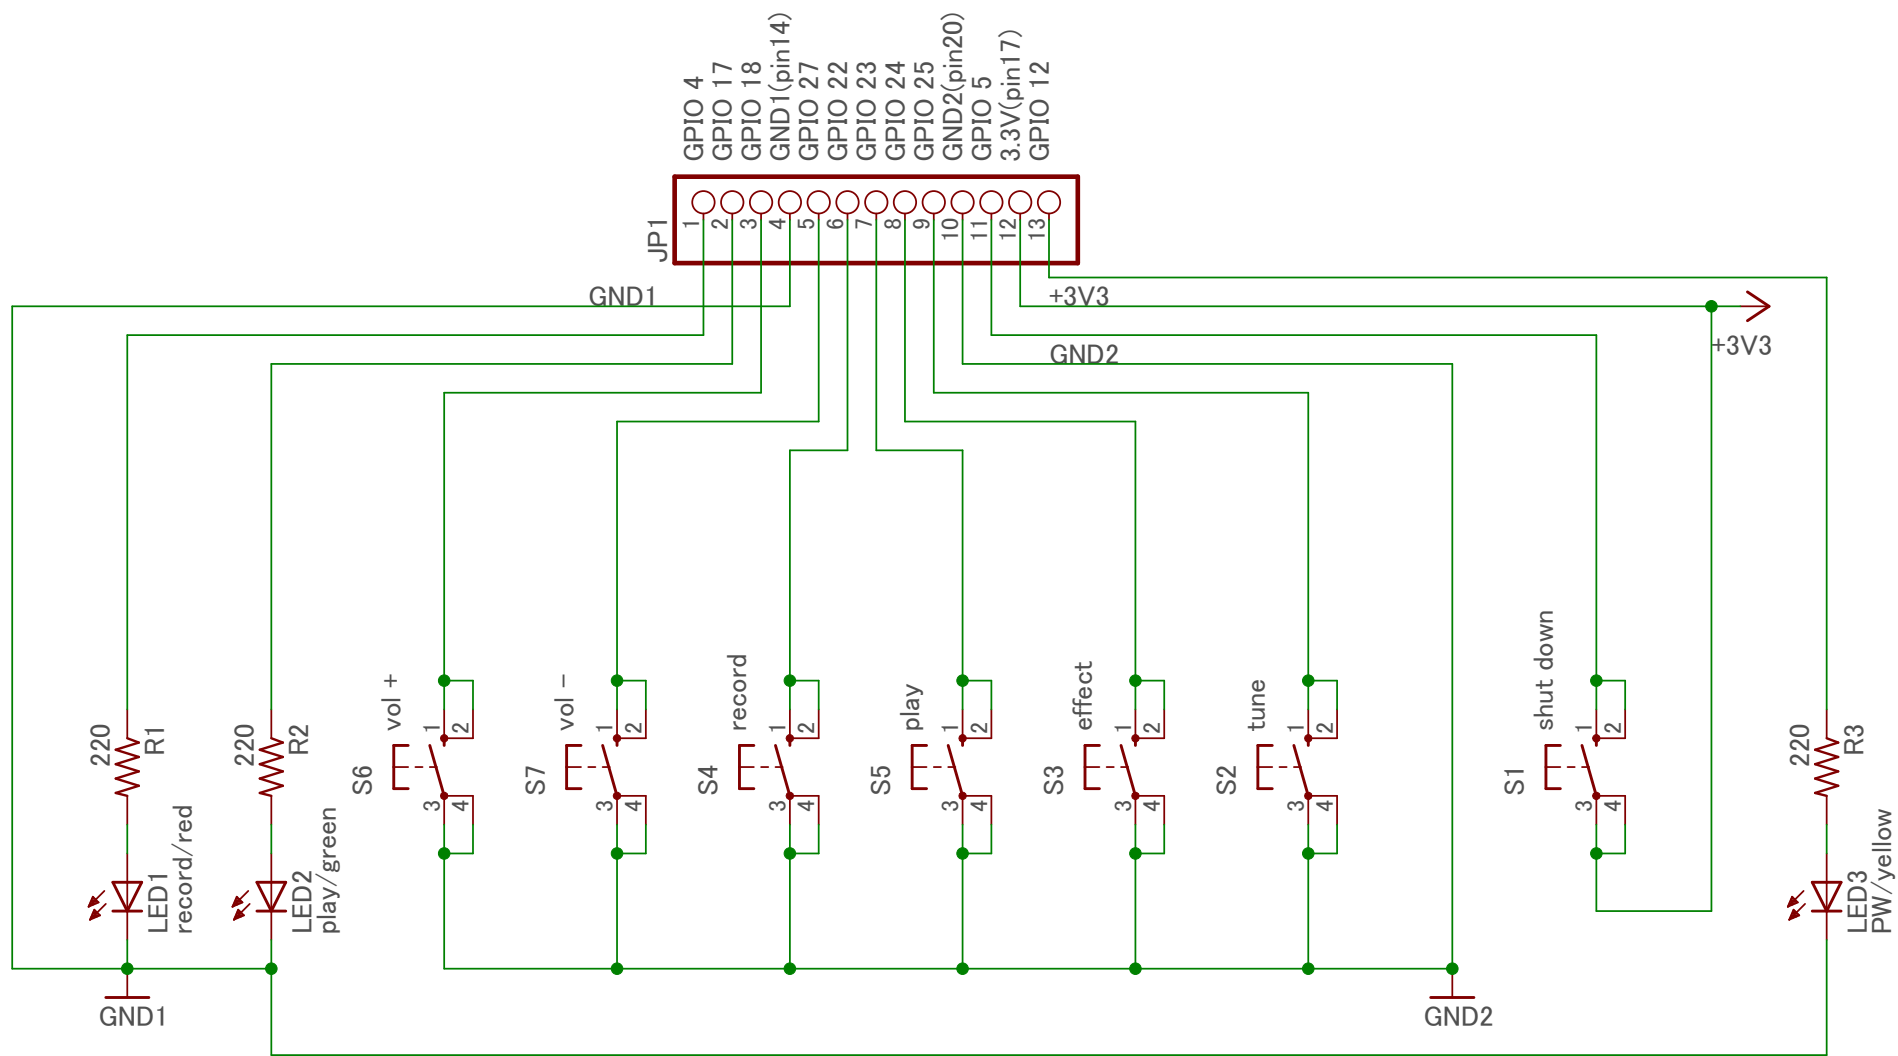 GPIO 4
GPIO 17
GPIO 18
GND1(pin14)
GPIO 27
GPIO 22
GPIO 23
GPIO 24
GPIO 25
GND2(pin20)
GPIO 5
3.3V(pin17)
GPIO 12
JP1
1
2
3
4
5
6
7
8
9
10
11
12
13
GND1
+3V3
+3V3
GND2
220
R1
LED1
record/red
220
R2
LED2
play/green
vol +
S6
1
2
3
4
vol -
S7
1
2
3
4
record
S4
1
2
3
4
play
S5
1
2
3
4
effect
S3
1
2
3
4
tune
S2
1
2
3
4
shut down
S1
1
2
3
4
220
R3
LED3
PW/yellow
GND1
GND2